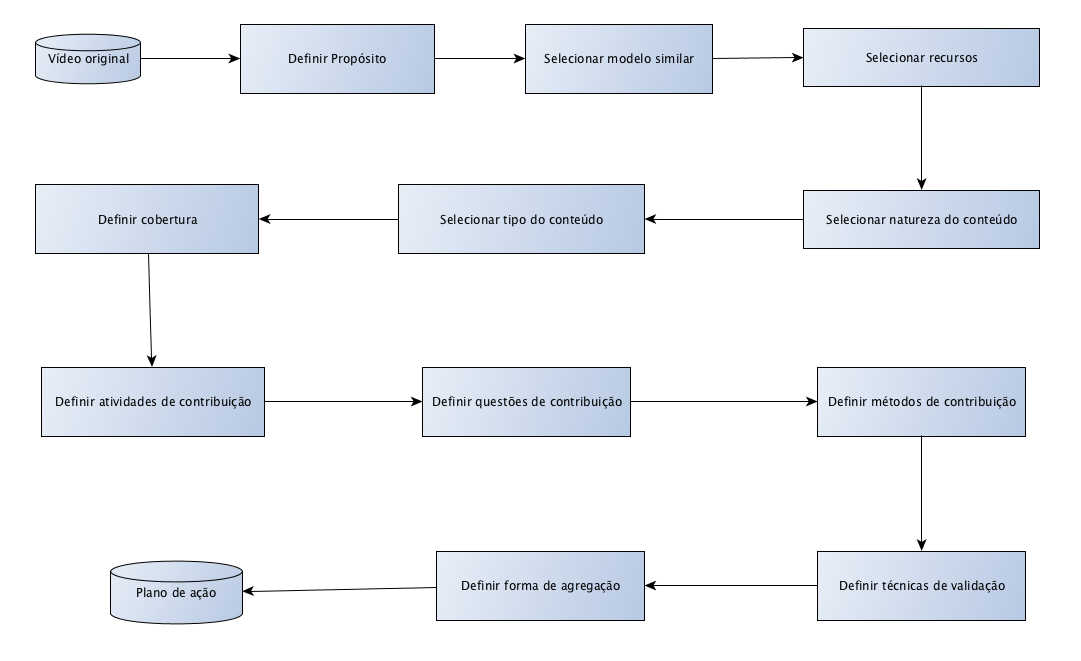 Vídeo original
Definir Propósito
Selecionar modelo similar
Selecionar recursos
Selecionar natureza do conteúdo
Selecionar tipo do conteúdo
Definir cobertura
Definir atividades de contribuição
Definir questões de contribuição
Definir métodos de contribuição
Definir técnicas de validação
Definir forma de agregação
Plano de ação